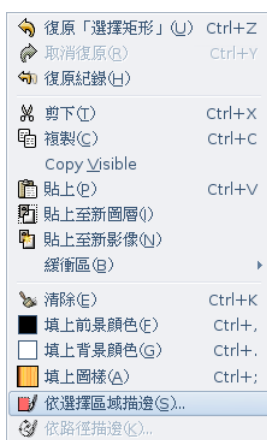 復原「選擇矩形」(U) Ctrl+Z
取消復原(R) Ctrl+Y
復原紀錄(H)
剪下(T) Ctrl+X
複製(C) Ctrl+C
Copy Visible
貼上(P) Ctrl+V
貼上至新圖層(I)
貼上至新影像(N)
緩衝區(B)
清除(E) Ctrl+K
填上前景顏色(F) Ctrl+,
填上背景顏色(G) Ctrl+.
填上圖樣(A) Ctrl+;
依選擇區域描邊(S)...
依路徑描邊(K)...